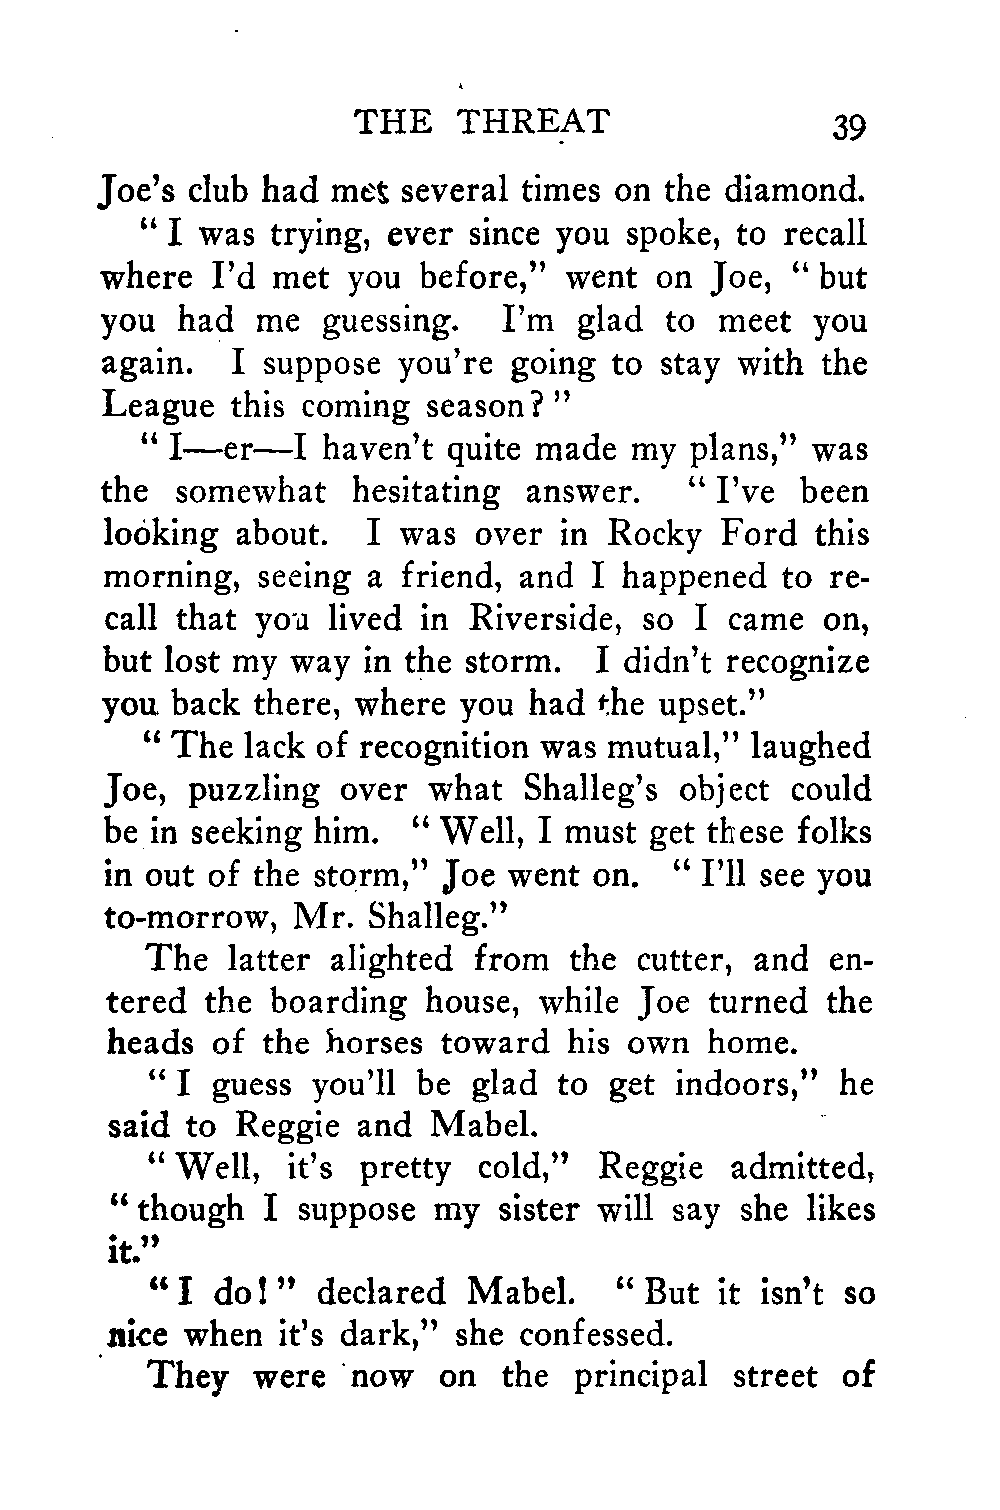 THE THREAT 39
Joe's club had met several times on the diamond.
" I was trying, ever since you spoke, to recall
where I'd met you before," went on Joe, " but
you had me guessing. I'm glad to meet you
again. I suppose you're going to stay with the
League this coming season? "
" I—er—I haven't quite made my plans," was
the somewhat hesitating answer. " I've been
looking about. I was over in Rocky Ford this
morning, seeing a friend, and I happened to re-
call that you lived in Riverside, so I came on,
but lost my way in the storm. I didn't recognize
you back there, where you had the upset."
" The lack of recognition was mutual," laughed
Joe, puzzling over what Shalleg's object could
be in seeking him. " Well, I must get these folks
in out of the storm," Joe went on. " I'll see you
to-morrow, Mr. Shalleg."
The latter alighted from the cutter, and en-
tered the boarding house, while Joe turned the
heads of the horses toward his own home.
" I guess you'll be glad to get indoors," he
said to Reggie and Mabel.
" Well, it's pretty cold," Reggie admitted,
" though I suppose my sister will say she likes
it."
" I do! " declared Mabel. " But it isn't so
nice when it's dark," she confessed.
They were now on the principal street of